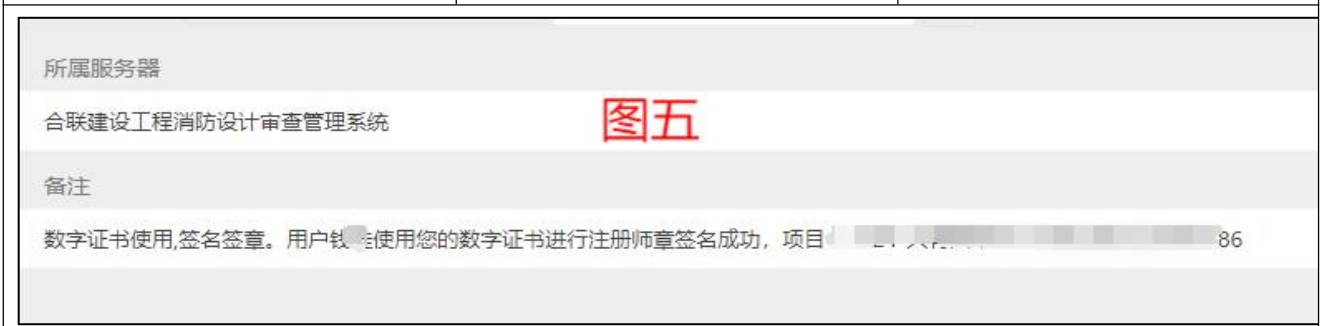 所属服务器
合联建设工程消防设计审查管理系统
图五
备注
数字证书使用,签名签章。用户钱 使用您的数字证书进行注册师章签名成功，项目 86